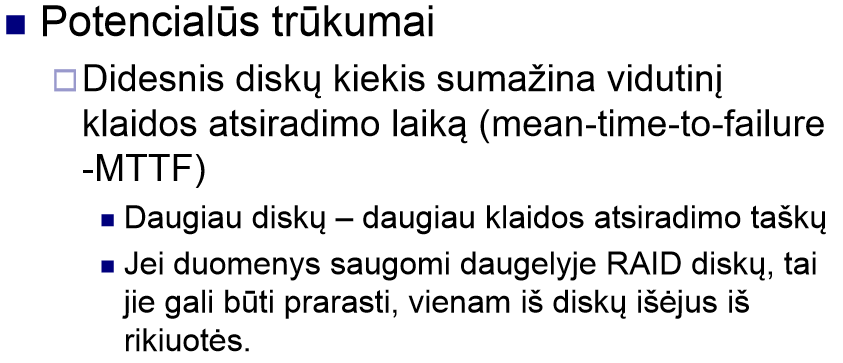 Potencialūs trūkumai
Didesnis diskų kiekis sumažina vidutinį
klaidos atsiradimo laiką (mean-time-to-failure
-MTTF)
Daugiau diskų – daugiau klaidos atsiradimo taškų
Jei duomenys saugomi daugelyje RAID diskų, tai
jie gali būti prarasti, vienam iš diskų išėjus iš
rikiuotės.